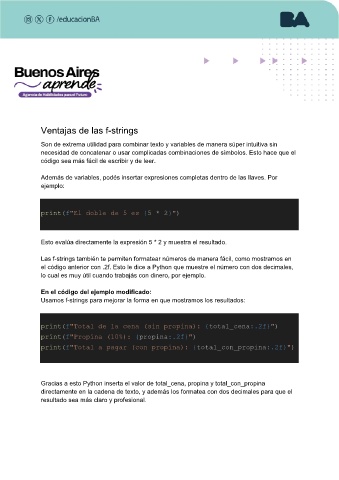 /educacionBA
BA
Buenos Aires
aprende
Agencia de Habilidades para el Futuro
Ventajas de las f-strings
Son de extrema utilidad para combinar texto y variables de manera súper intuitiva sin
necesidad de concatenar o usar complicadas combinaciones de símbolos. Esto hace que el
código sea más fácil de escribir y de leer.
Además de variables, podés insertar expresiones completas dentro de las llaves. Por
ejemplo:
print(f"El doble de 5 es {5 * 2}")
Esto evalúa directamente la expresión 5 * 2 y muestra el resultado.
Las f-strings también te permiten formatear números de manera fácil, como mostramos en
el código anterior con .2f. Esto le dice a Python que muestre el número con dos decimales,
lo cual es muy útil cuando trabajás con dinero, por ejemplo.
En el código del ejemplo modificado:
Usamos f-strings para mejorar la forma en que mostramos los resultados:
print(f"Total de la cena (sin propina): {total_cena:.2f}")
print(f"Propina (10%): {propina:.2f}")
print(f"Total a pagar (con propina): {total_con_propina:.2f}")
Gracias a esto Python inserta el valor de total_cena, propina y total_con_propina
directamente en la cadena de texto, y además los formatea con dos decimales para que el
resultado sea más claro y profesional.